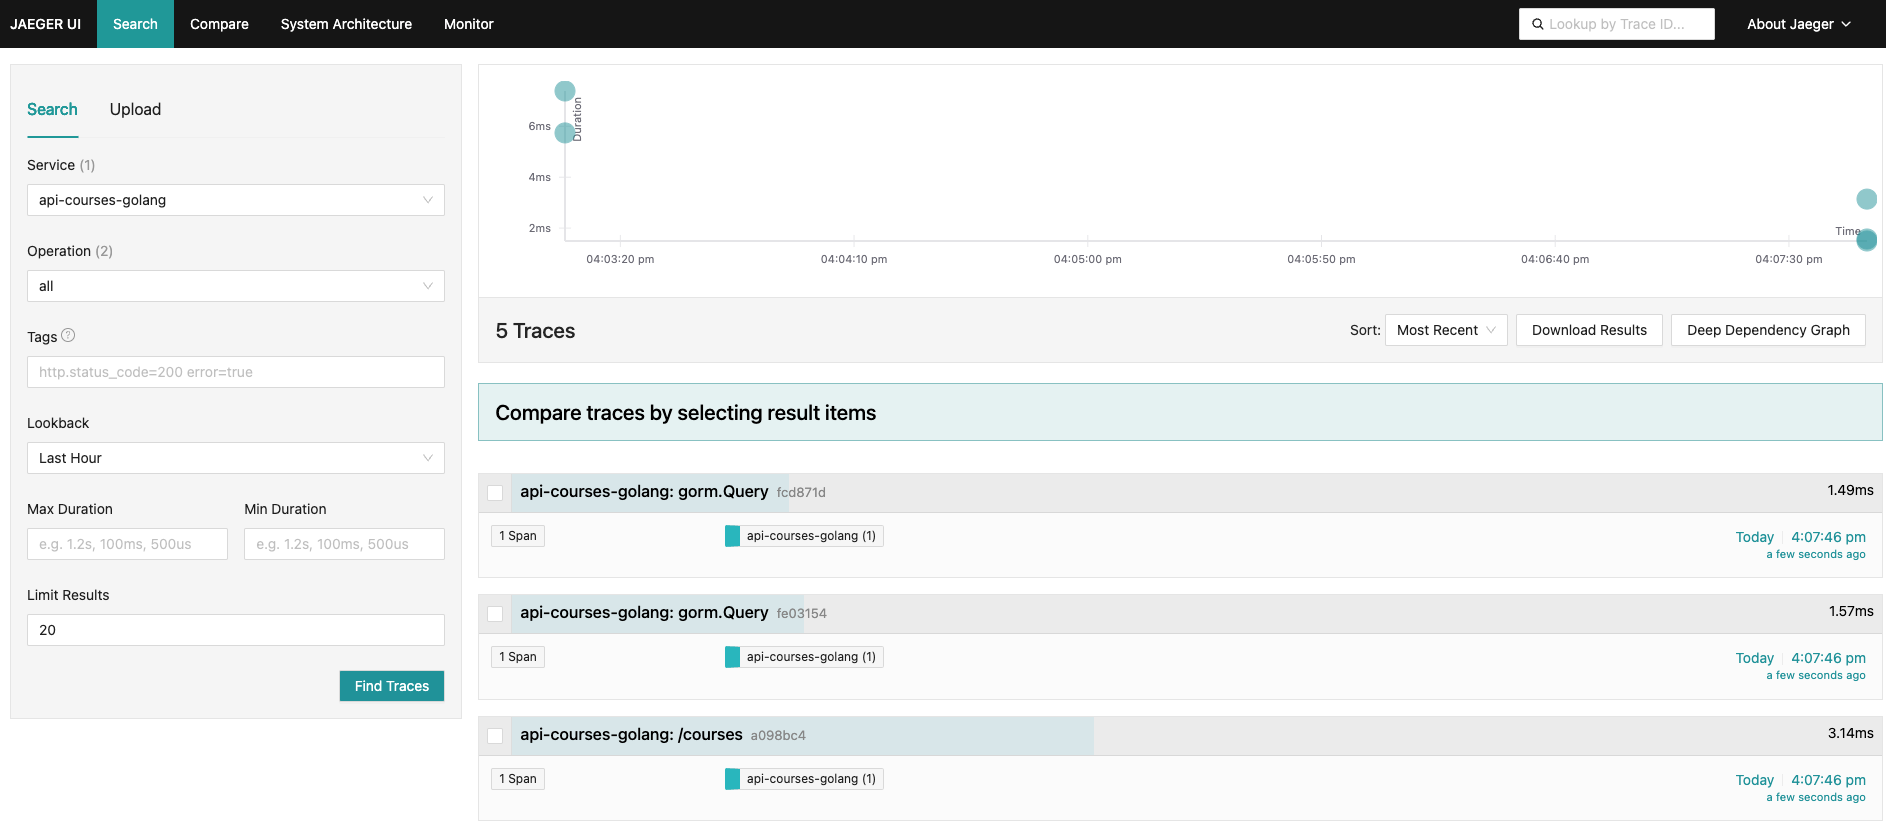 JAEGER UI Search Compare System Architecture Monitor Lookup by Trace ID... About Jaeger
Search Upload
Service (1)
api-courses-golang
Operation (2)
all
Tags ?
http.status_code=200 error=true
Lookback
Last Hour
Max Duration Min Duration
e.g. 1.2s, 100ms, 500us e.g. 1.2s, 100ms, 500us
Limit Results
20
Find Traces
Duration
6ms
4ms
2ms
Time
04:03:20 pm 04:04:10 pm 04:05:00 pm 04:05:50 pm 04:06:40 pm 04:07:30 pm
5 Traces Sort: Most Recent Download Results Deep Dependency Graph
Compare traces by selecting result items
api-courses-golang: gorm.Query fcd871d 1.49ms
1 Span api-courses-golang (1) Today 4:07:46 pm
a few seconds ago
api-courses-golang: gorm.Query fe03154 1.57ms
1 Span api-courses-golang (1) Today 4:07:46 pm
a few seconds ago
api-courses-golang: /courses a098bc4 3.14ms
1 Span api-courses-golang (1) Today 4:07:46 pm
a few seconds ago